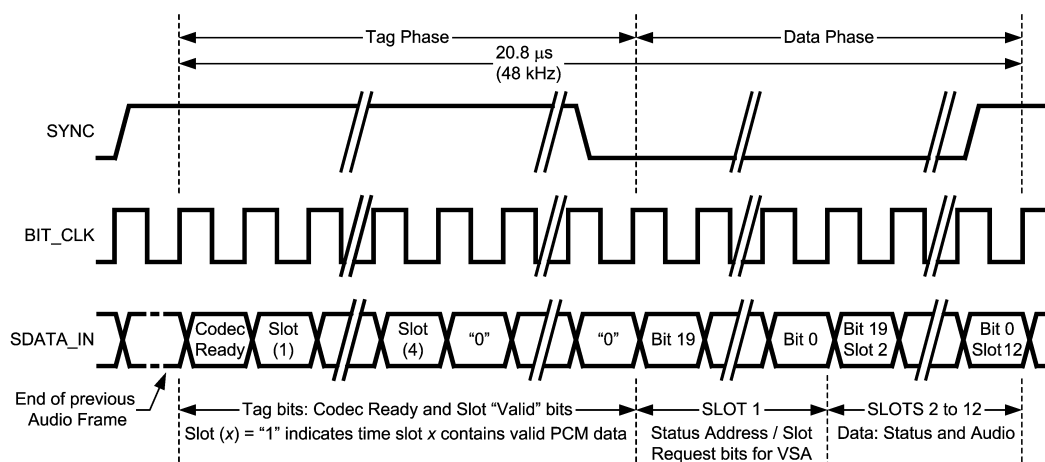 Tag Phase
Data Phase
20.8 μs
(48 kHz)
SYNC
BIT_CLK
SDATA_IN
Codec
Ready
Slot
(1)
Slot
(4)
“0”
“0”
Bit 19
Bit 0
Bit 19
Slot 2
Bit 0
Slot 12
End of previous
Audio Frame
Tag bits: Codec Ready and Slot “Valid” bits
Slot (x) = “1” indicates time slot x contains valid PCM data
SLOT 1
Status Address / Slot
Request bits for VSA
SLOTS 2 to 12
Data: Status and Audio